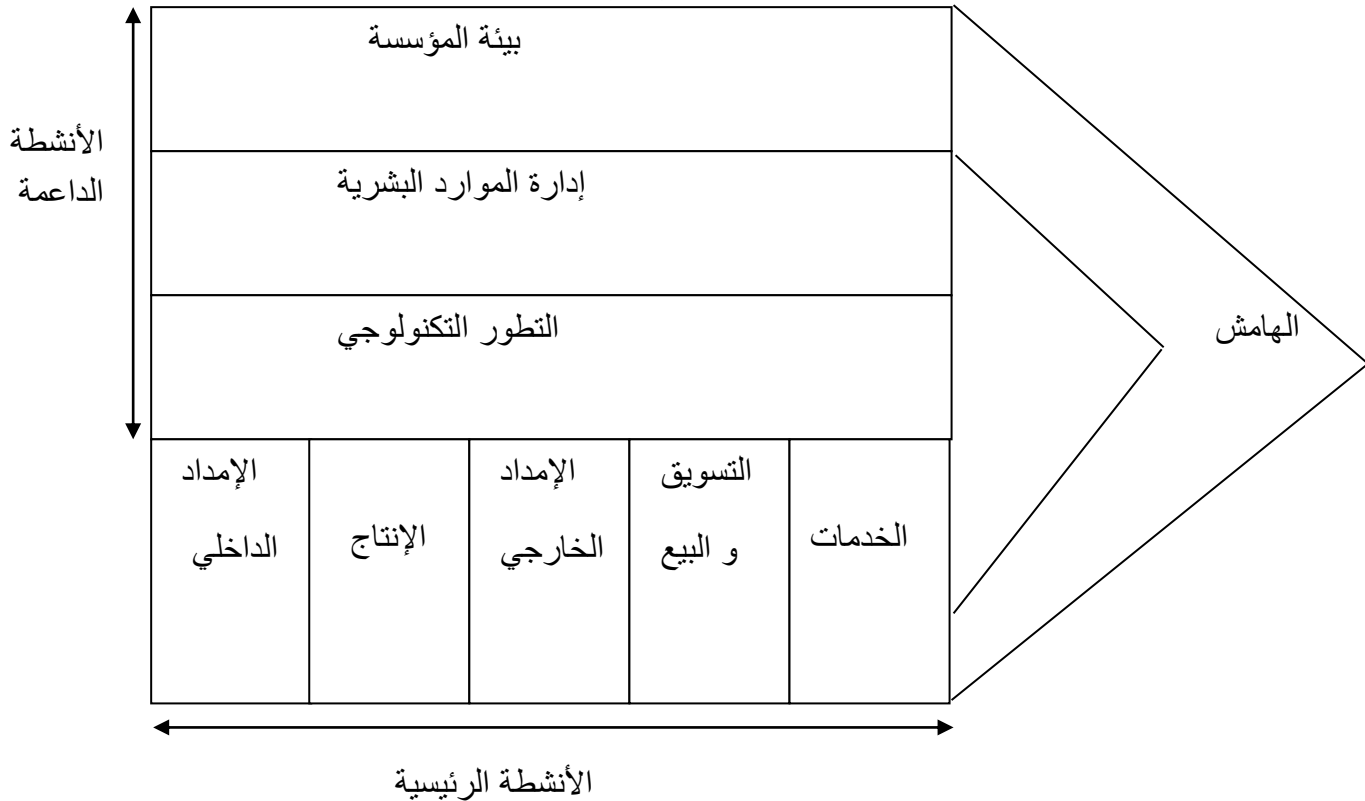 بيئة المؤسسة
الأنشطة
الداعمة
إدارة الموارد البشرية
التطور التكنولوجي
الهامش
الإمداد
الداخلي
الإنتاج
الإمداد
الخارجي
التسويق
و البيع
الخدمات
الأنشطة الرئيسية